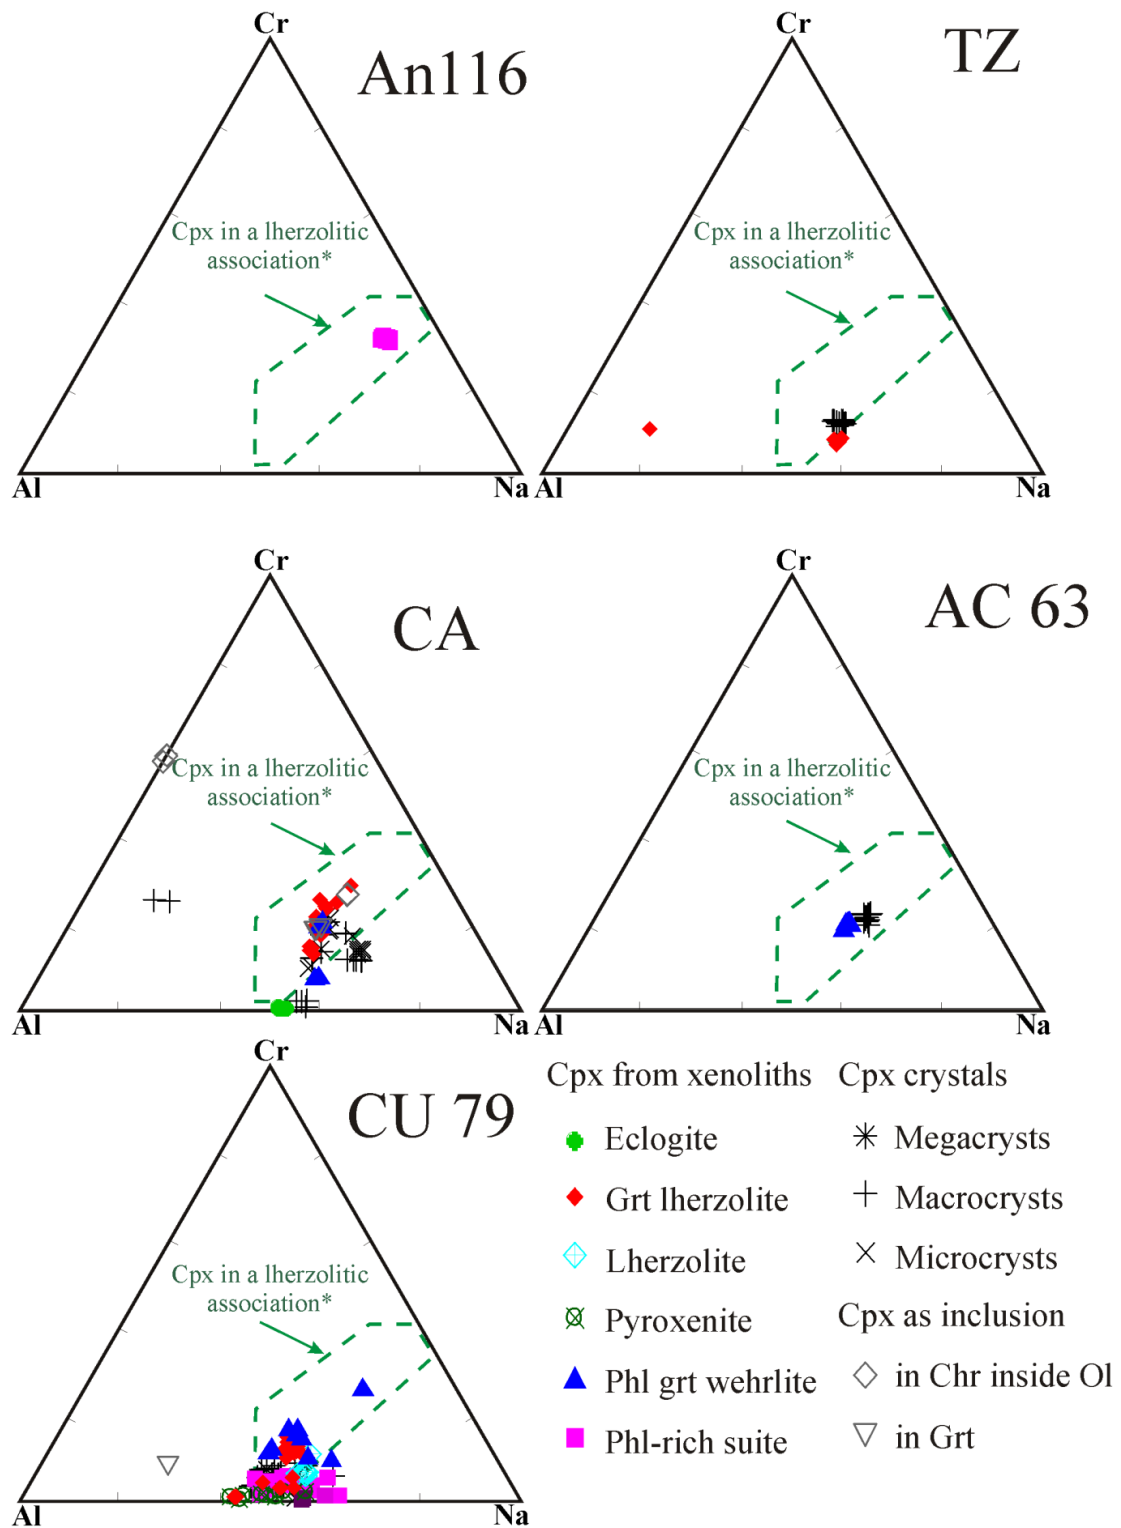 Cr
An116
Cpx in a lherzolitic
association*
Al
Na
Cr
TZ
Cpx in a lherzolitic
association*
Al
Na
Cr
CA
Cpx in a lherzolitic
association*
Al
Na
Cr
AC 63
Cpx in a lherzolitic
association*
Al
Na
Cr
CU 79
Cpx in a lherzolitic
association*
Al
Na
Cpx from xenoliths
Eclogite
Grt lherzolite
Lherzolite
Pyroxenite
Phl grt wehrlite
Phl-rich suite
Cpx crystals
Megacrysts
Macrocrysts
Microcrysts
Cpx as inclusion
in Chr inside Ol
in Grt